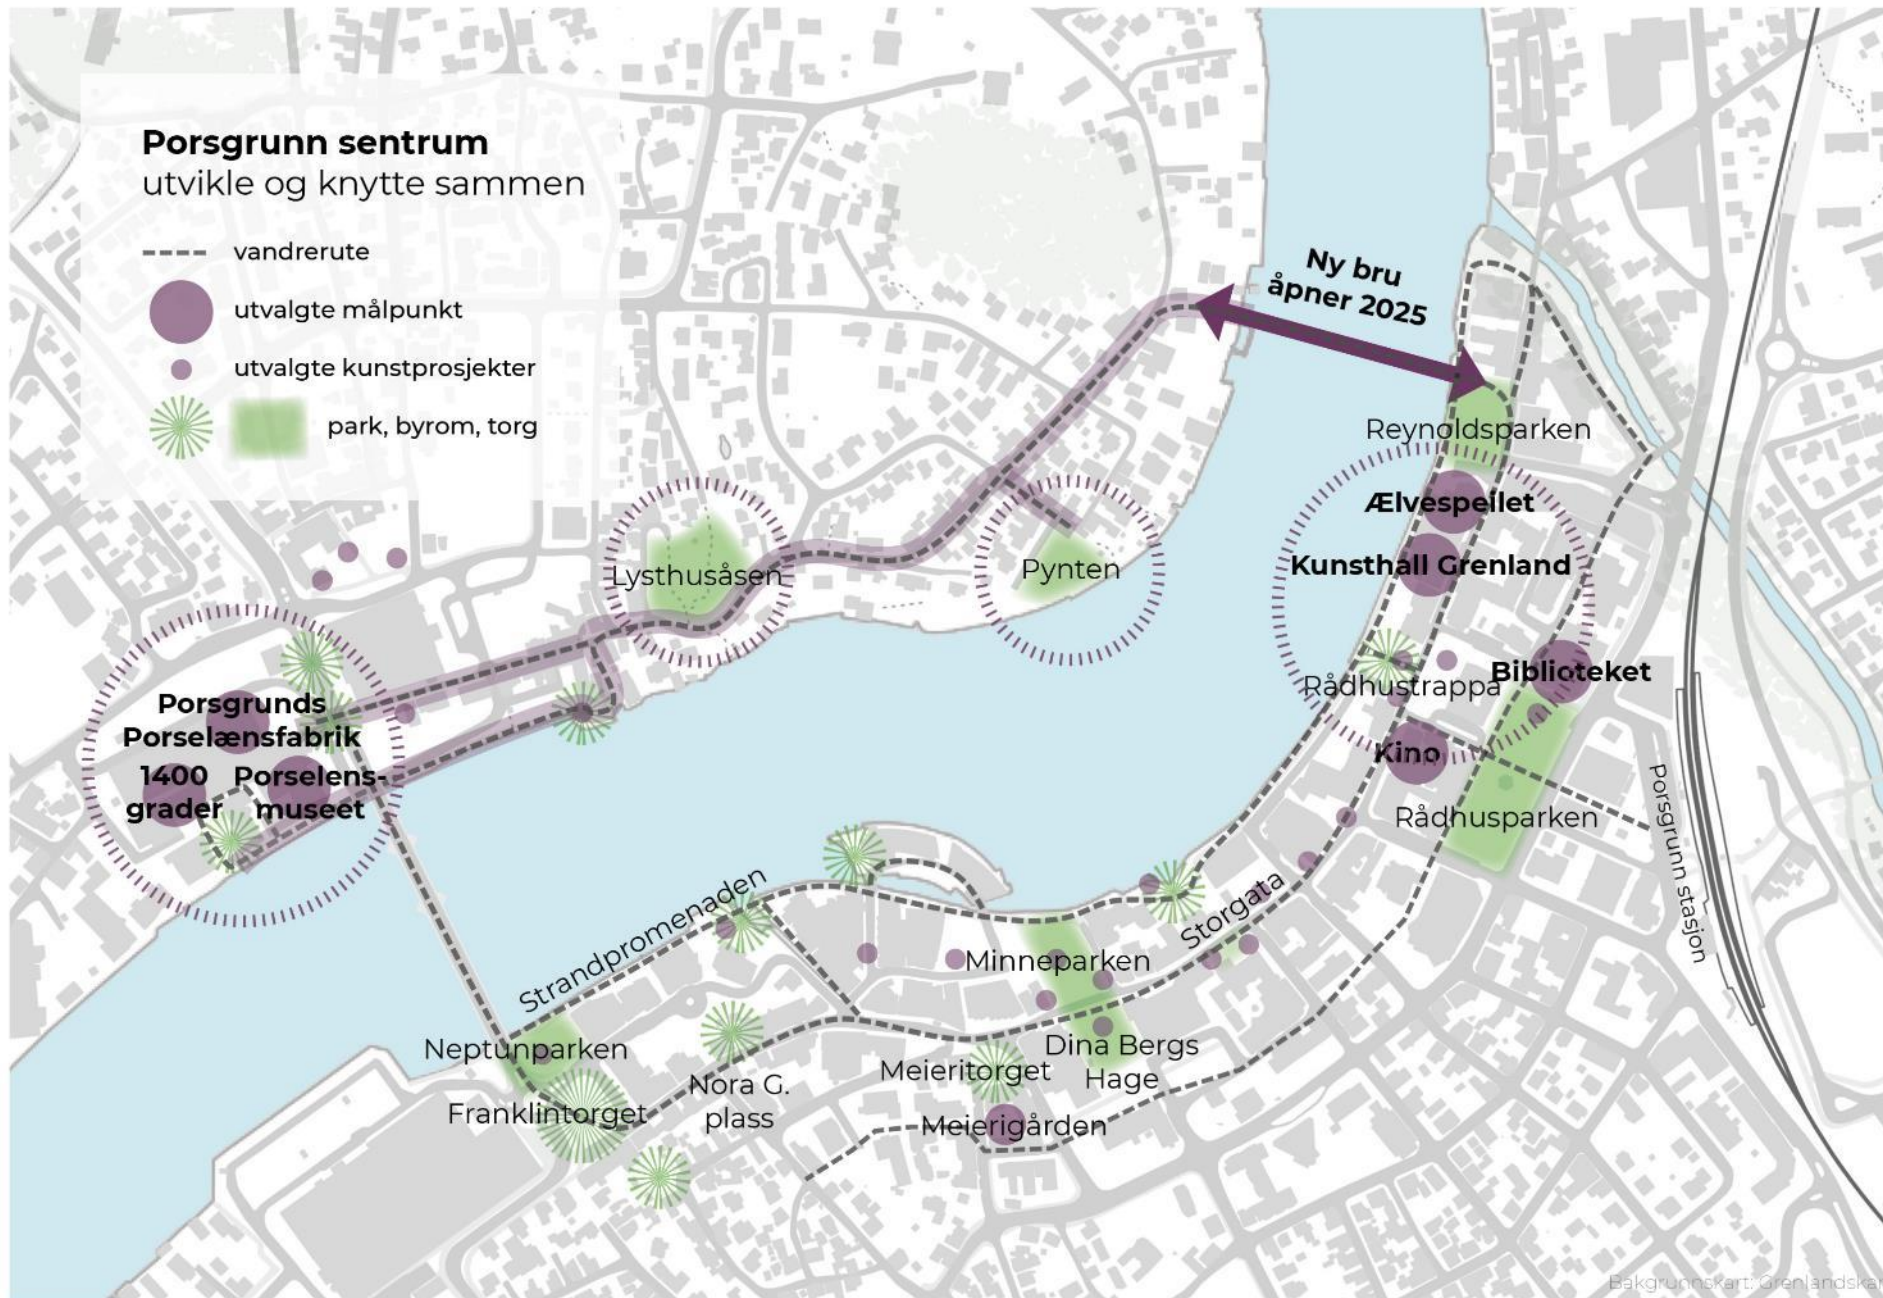 Porsgrunn sentrum
utvikle og knytte sammen
vandrerute
utvalgte målpunkt
utvalgte kunstprosjekter
park, byrom, torg
Ny bru
åpner 2025
Reynoldsparken
Ælvespeilet
Kunsthall Grenland
Lysthusåsen
Pynten
Biblioteket
Rådhustrappa
Kino
Rådhusparken
Porsgrunn stasjon
Porsgrunds
Porselænsfabrik
1400
grader
Porselens-
museet
Strandpromenaden
Storgata
Minneparken
Neptunparken
Franklintorget
Nora G.
plass
Meieritorget
Dina Bergs
Hage
Meierigården
Bakgrunnskart: Grenlandskar